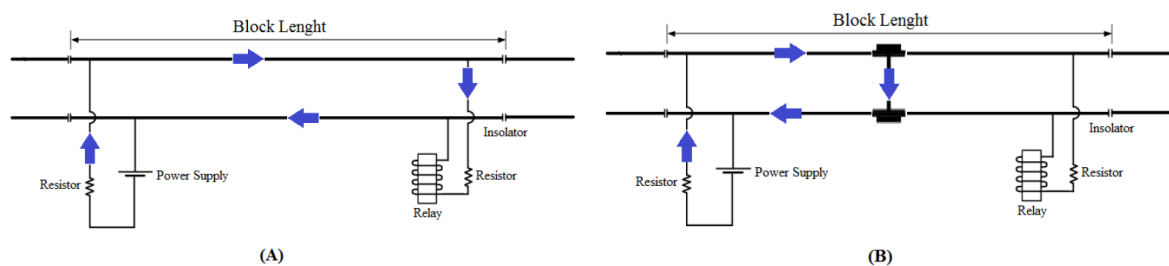 Block Lenght
Insolator
Resistor
Power Supply
Resistor
Relay
(A)
Block Lenght
Insolator
Resistor
Power Supply
Resistor
Relay
(B)